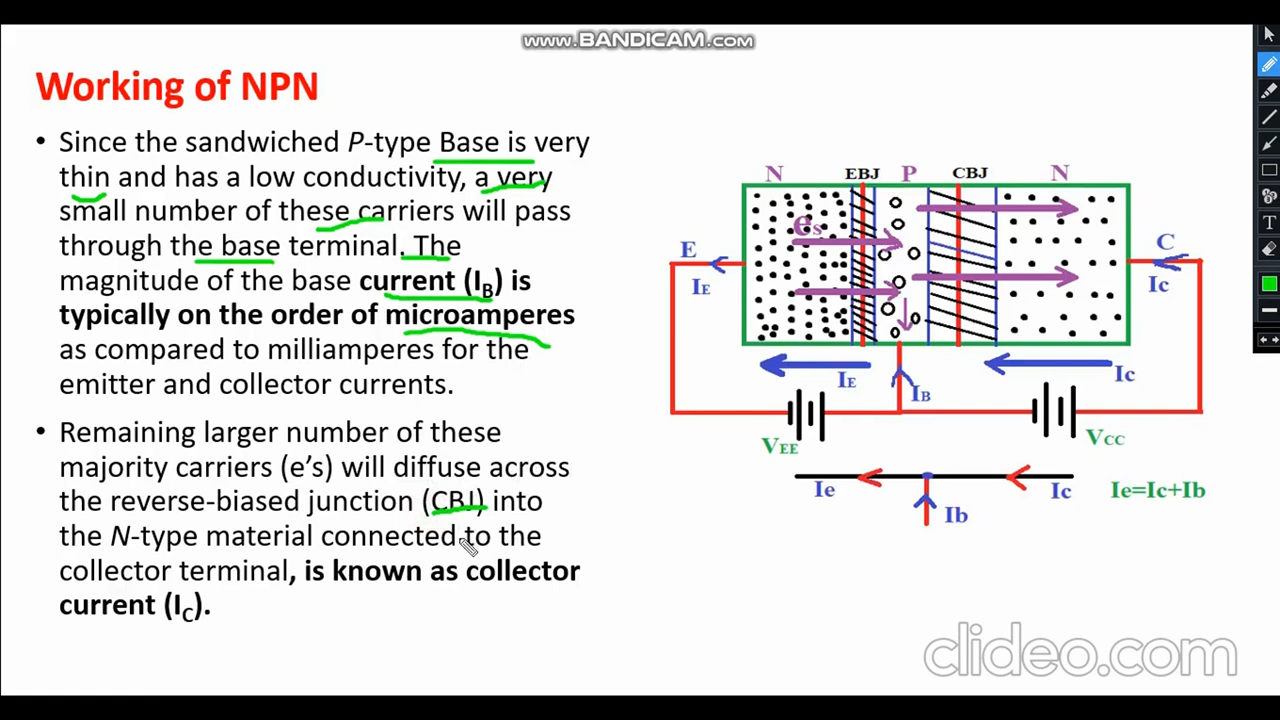 www.BANDICAM.com
Working of NPN
• Since the sandwiched P-type Base is very
thin and has a low conductivity, a very
small number of these carriers will pass
through the base terminal. The
magnitude of the base current (IB) is
typically on the order of microamperes
as compared to milliamperes for the
emitter and collector currents.
• Remaining larger number of these
majority carriers (e's) will diffuse across
the reverse-biased junction (CBJ) into
the N-type material connected to the
collector terminal, is known as collector
current (IC).
N EBJ P CBJ N
es
E C
IE Ic
IE IB Ic
VEE VCC
Ie Ic Ie=Ic+Ib
Ib
clideo.com
T